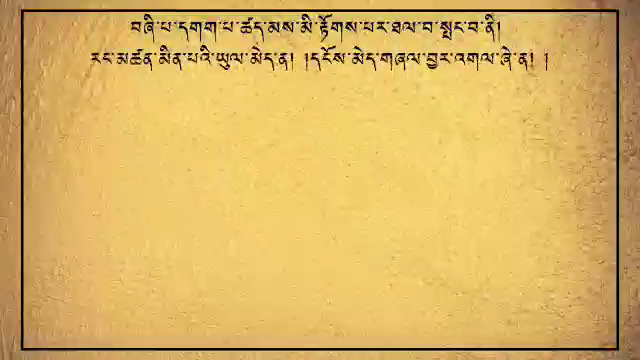 བཞི་པ་དགག་པ་ཚད་མས་མི་རྟོགས་པར་ཐལ་བ་སྤང་བ་ནི།
རང་མཚན་མིན་པའི་ཡུལ་མེད་ན། །དངོས་མེད་གཞལ་བྱར་འགལ་ཞེ་ན། །